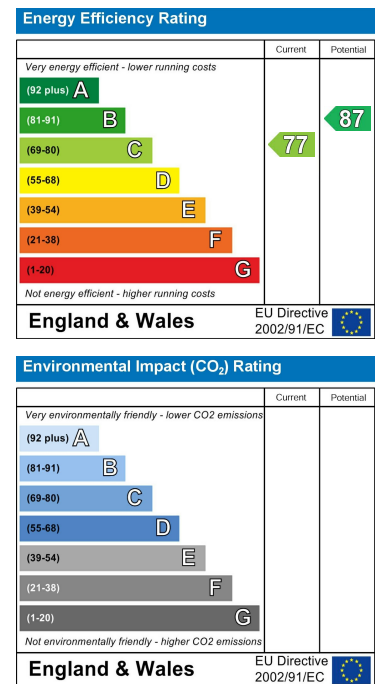 Energy Efficiency Rating
Current Potential
Very energy efficient - lower running costs
(92 plus) A
(81-91) B
87
(69-80) C
77
(55-68) D
(39-54) E
(21-38) F
(1-20) G
Not energy efficient - higher running costs
England & Wales
EU Directive
2002/91/EC
Environmental Impact (CO₂) Rating
Current Potential
Very environmentally friendly - lower CO2 emissions
(92 plus) A
(81-91) B
(69-80) C
(55-68) D
(39-54) E
(21-38) F
(1-20) G
Not environmentally friendly - higher CO2 emissions
England & Wales
EU Directive
2002/91/EC